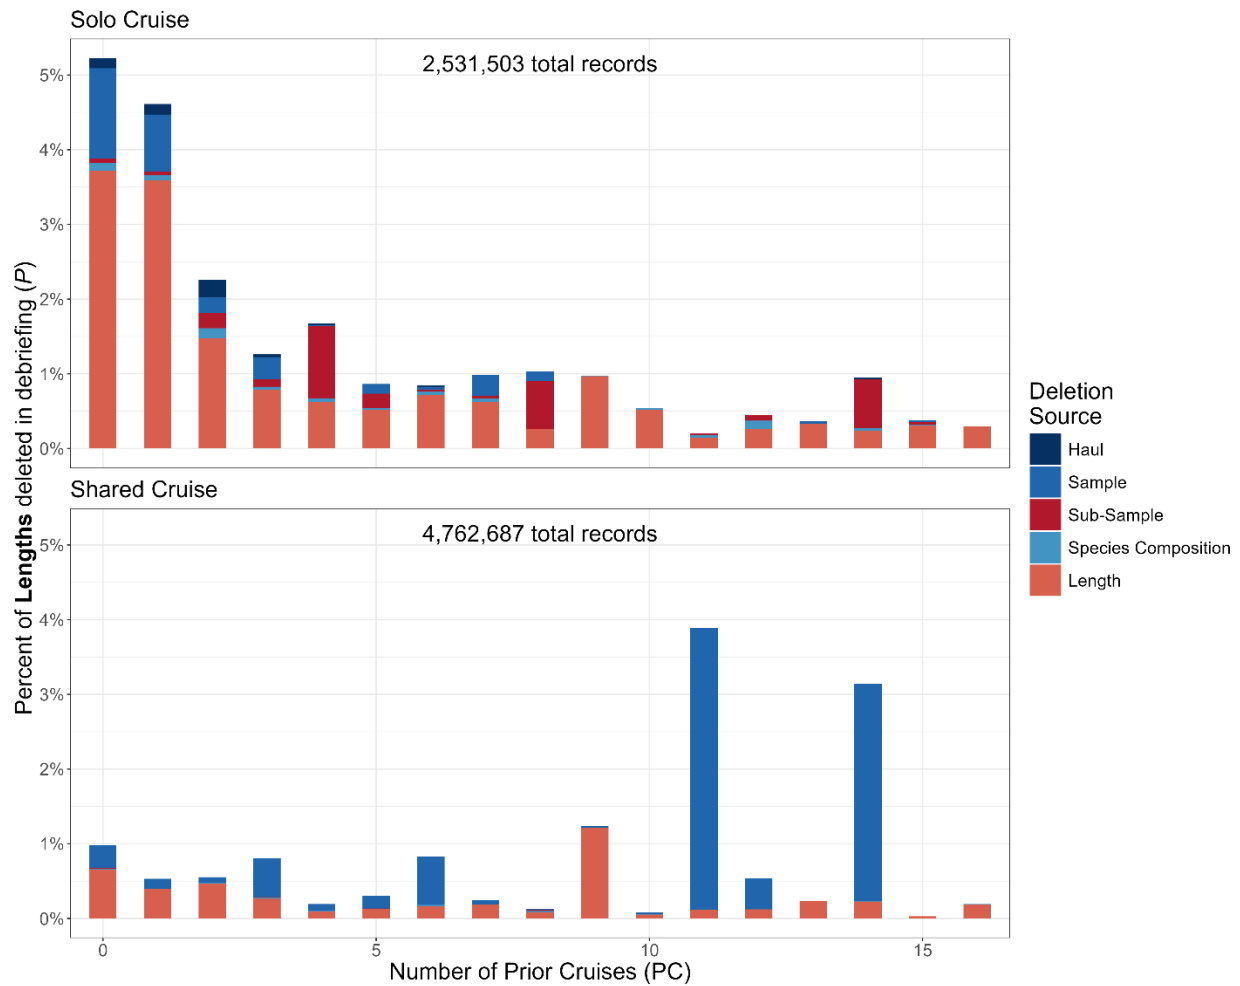 Solo Cruise
2,531,503 total records
5%
4%
3%
2%
1%
0%
Shared Cruise
4,762,687 total records
5%
4%
3%
2%
1%
0%
0
5
10
15
Number of Prior Cruises (PC)
Percent of Lengths deleted in debriefing (P)
Deletion
Source
Haul
Sample
Sub-Sample
Species Composition
Length